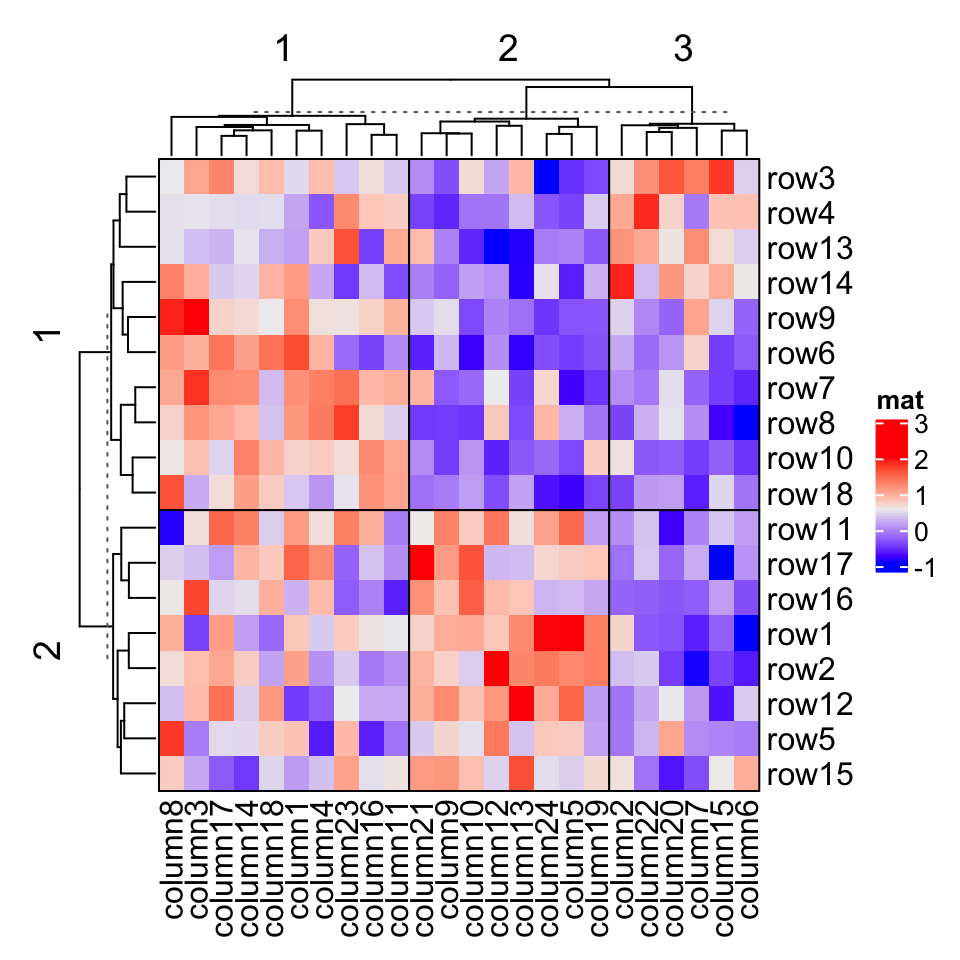 1 2 3
1
2
row3
row4
row13
row14
row9
row6
row7
row8
row10
row18
row11
row17
row16
row1
row2
row12
row5
row15
mat
3
2
1
0
-1
column8
column3
column17
column14
column18
column1
column4
column23
column16
column11
column21
column9
column10
column12
column13
column24
column5
column19
column2
column22
column20
column7
column15
column6